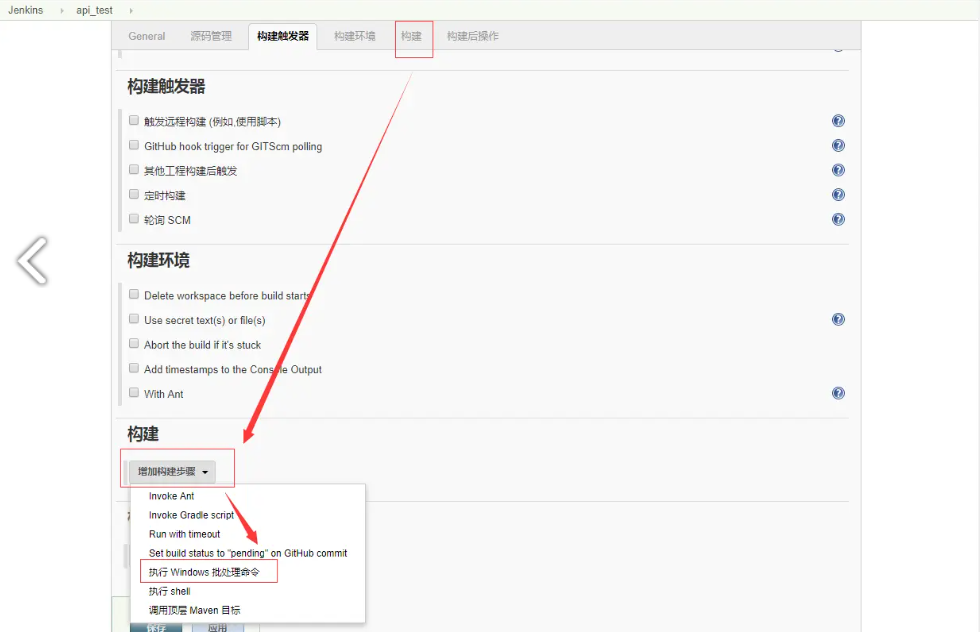 Jenkins › api_test ›
General 源码管理 构建触发器 构建环境 构建 构建后操作
构建触发器
触发远程构建 (例如,使用脚本)
GitHub hook trigger for GITScm polling
其他工程构建后触发
定时构建
轮询 SCM
构建环境
Delete workspace before build starts
Use secret text(s) or file(s)
Abort the build if it's stuck
Add timestamps to the Console Output
With Ant
构建
增加构建步骤
Invoke Ant
Invoke Gradle script
Run with timeout
Set build status to "pending" on GitHub commit
执行 Windows 批处理命令
执行 shell
调用顶层 Maven 目标
保存 应用